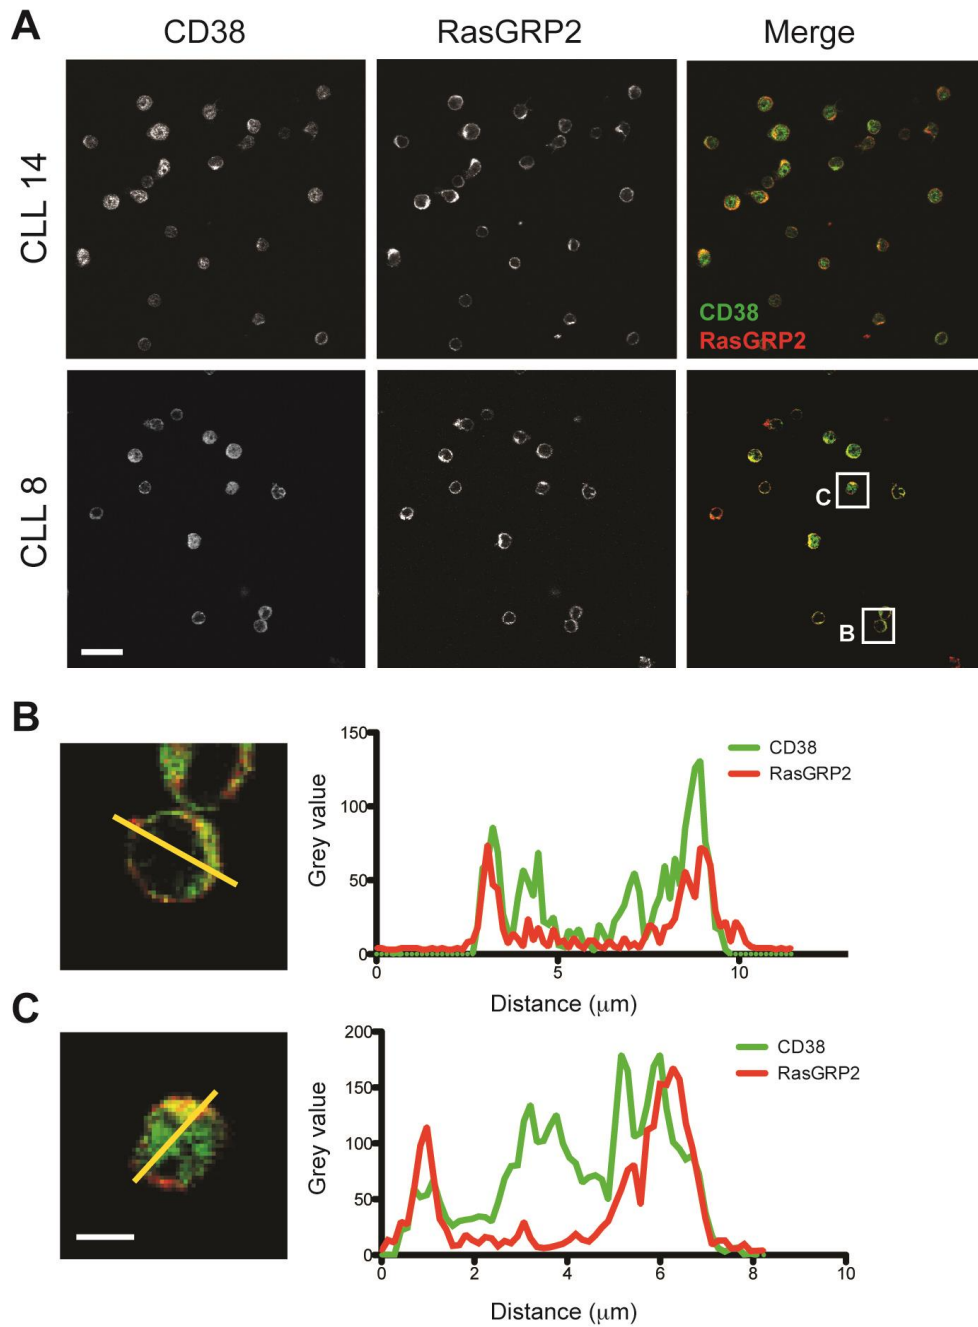 A
CD38
RasGRP2
Merge
CLL 14
CD38
RasGRP2
CLL 8
C
B
B
150
100
50
0
0
5
10
Grey value
Distance (μm)
CD38
RasGRP2
C
200
150
100
50
0
0
2
4
6
8
10
Grey value
Distance (μm)
CD38
RasGRP2